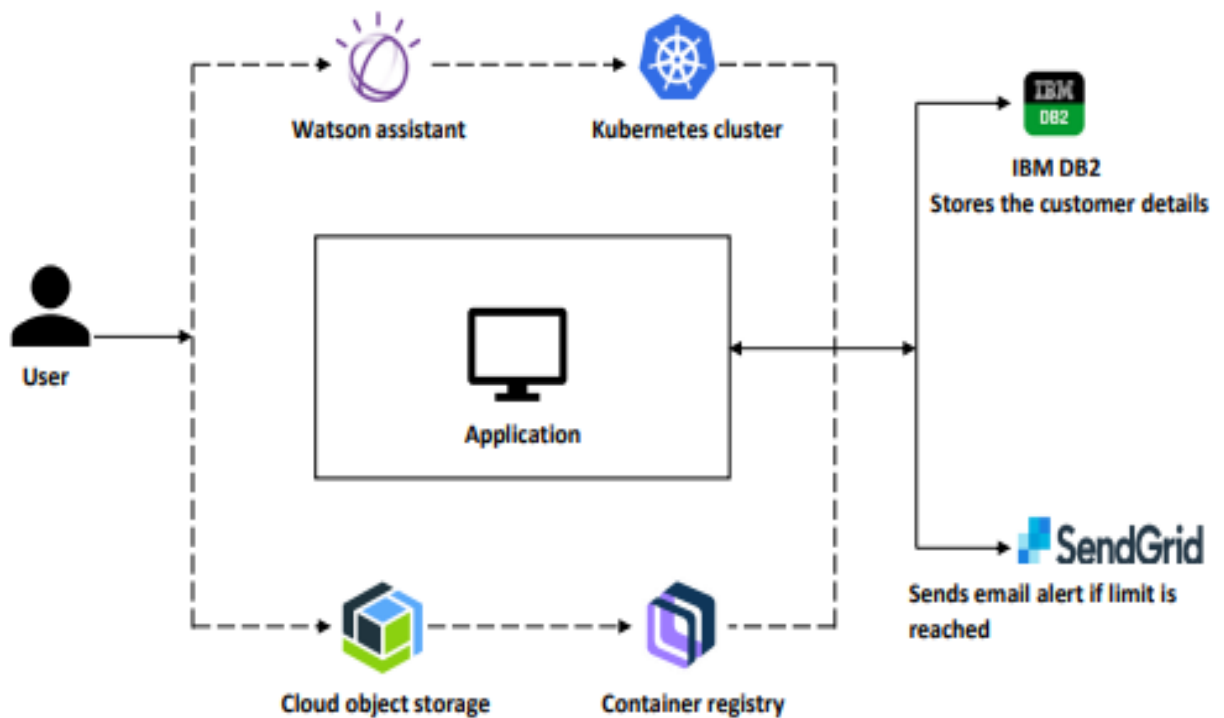 Watson assistant
Kubernetes cluster
IBM
DB2
IBM DB2
Stores the customer details
User
Application
SendGrid
Sends email alert if limit is
reached
Cloud object storage
Container registry